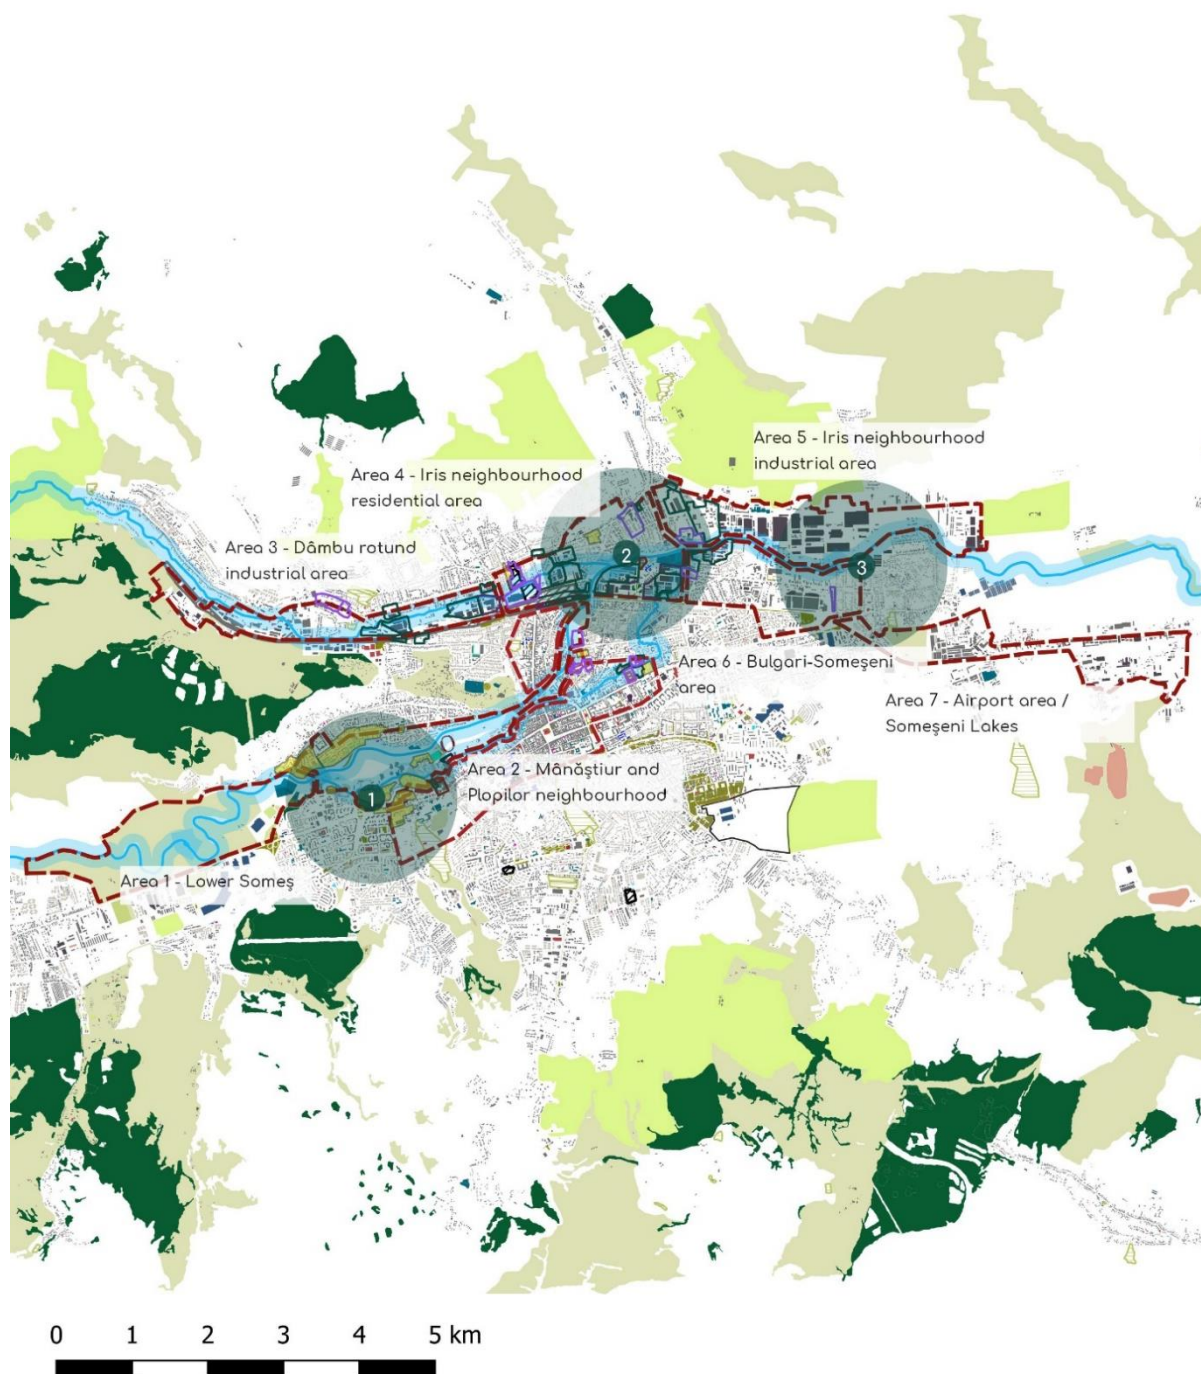 Area 5 - Iris neighbourhood
industrial area
Area 4 - Iris neighbourhood
residential area
Area 3 - Dâmbu rotund
industrial area
2
3
Area 6 - Bulgari-Someşeni
area
Area 7 - Airport area /
Someşeni Lakes
Area 2 - Mânăştiur and
Plopilor neighbourhood
1
Area 1 - Lower Someş
0 1 2 3 4 5 km